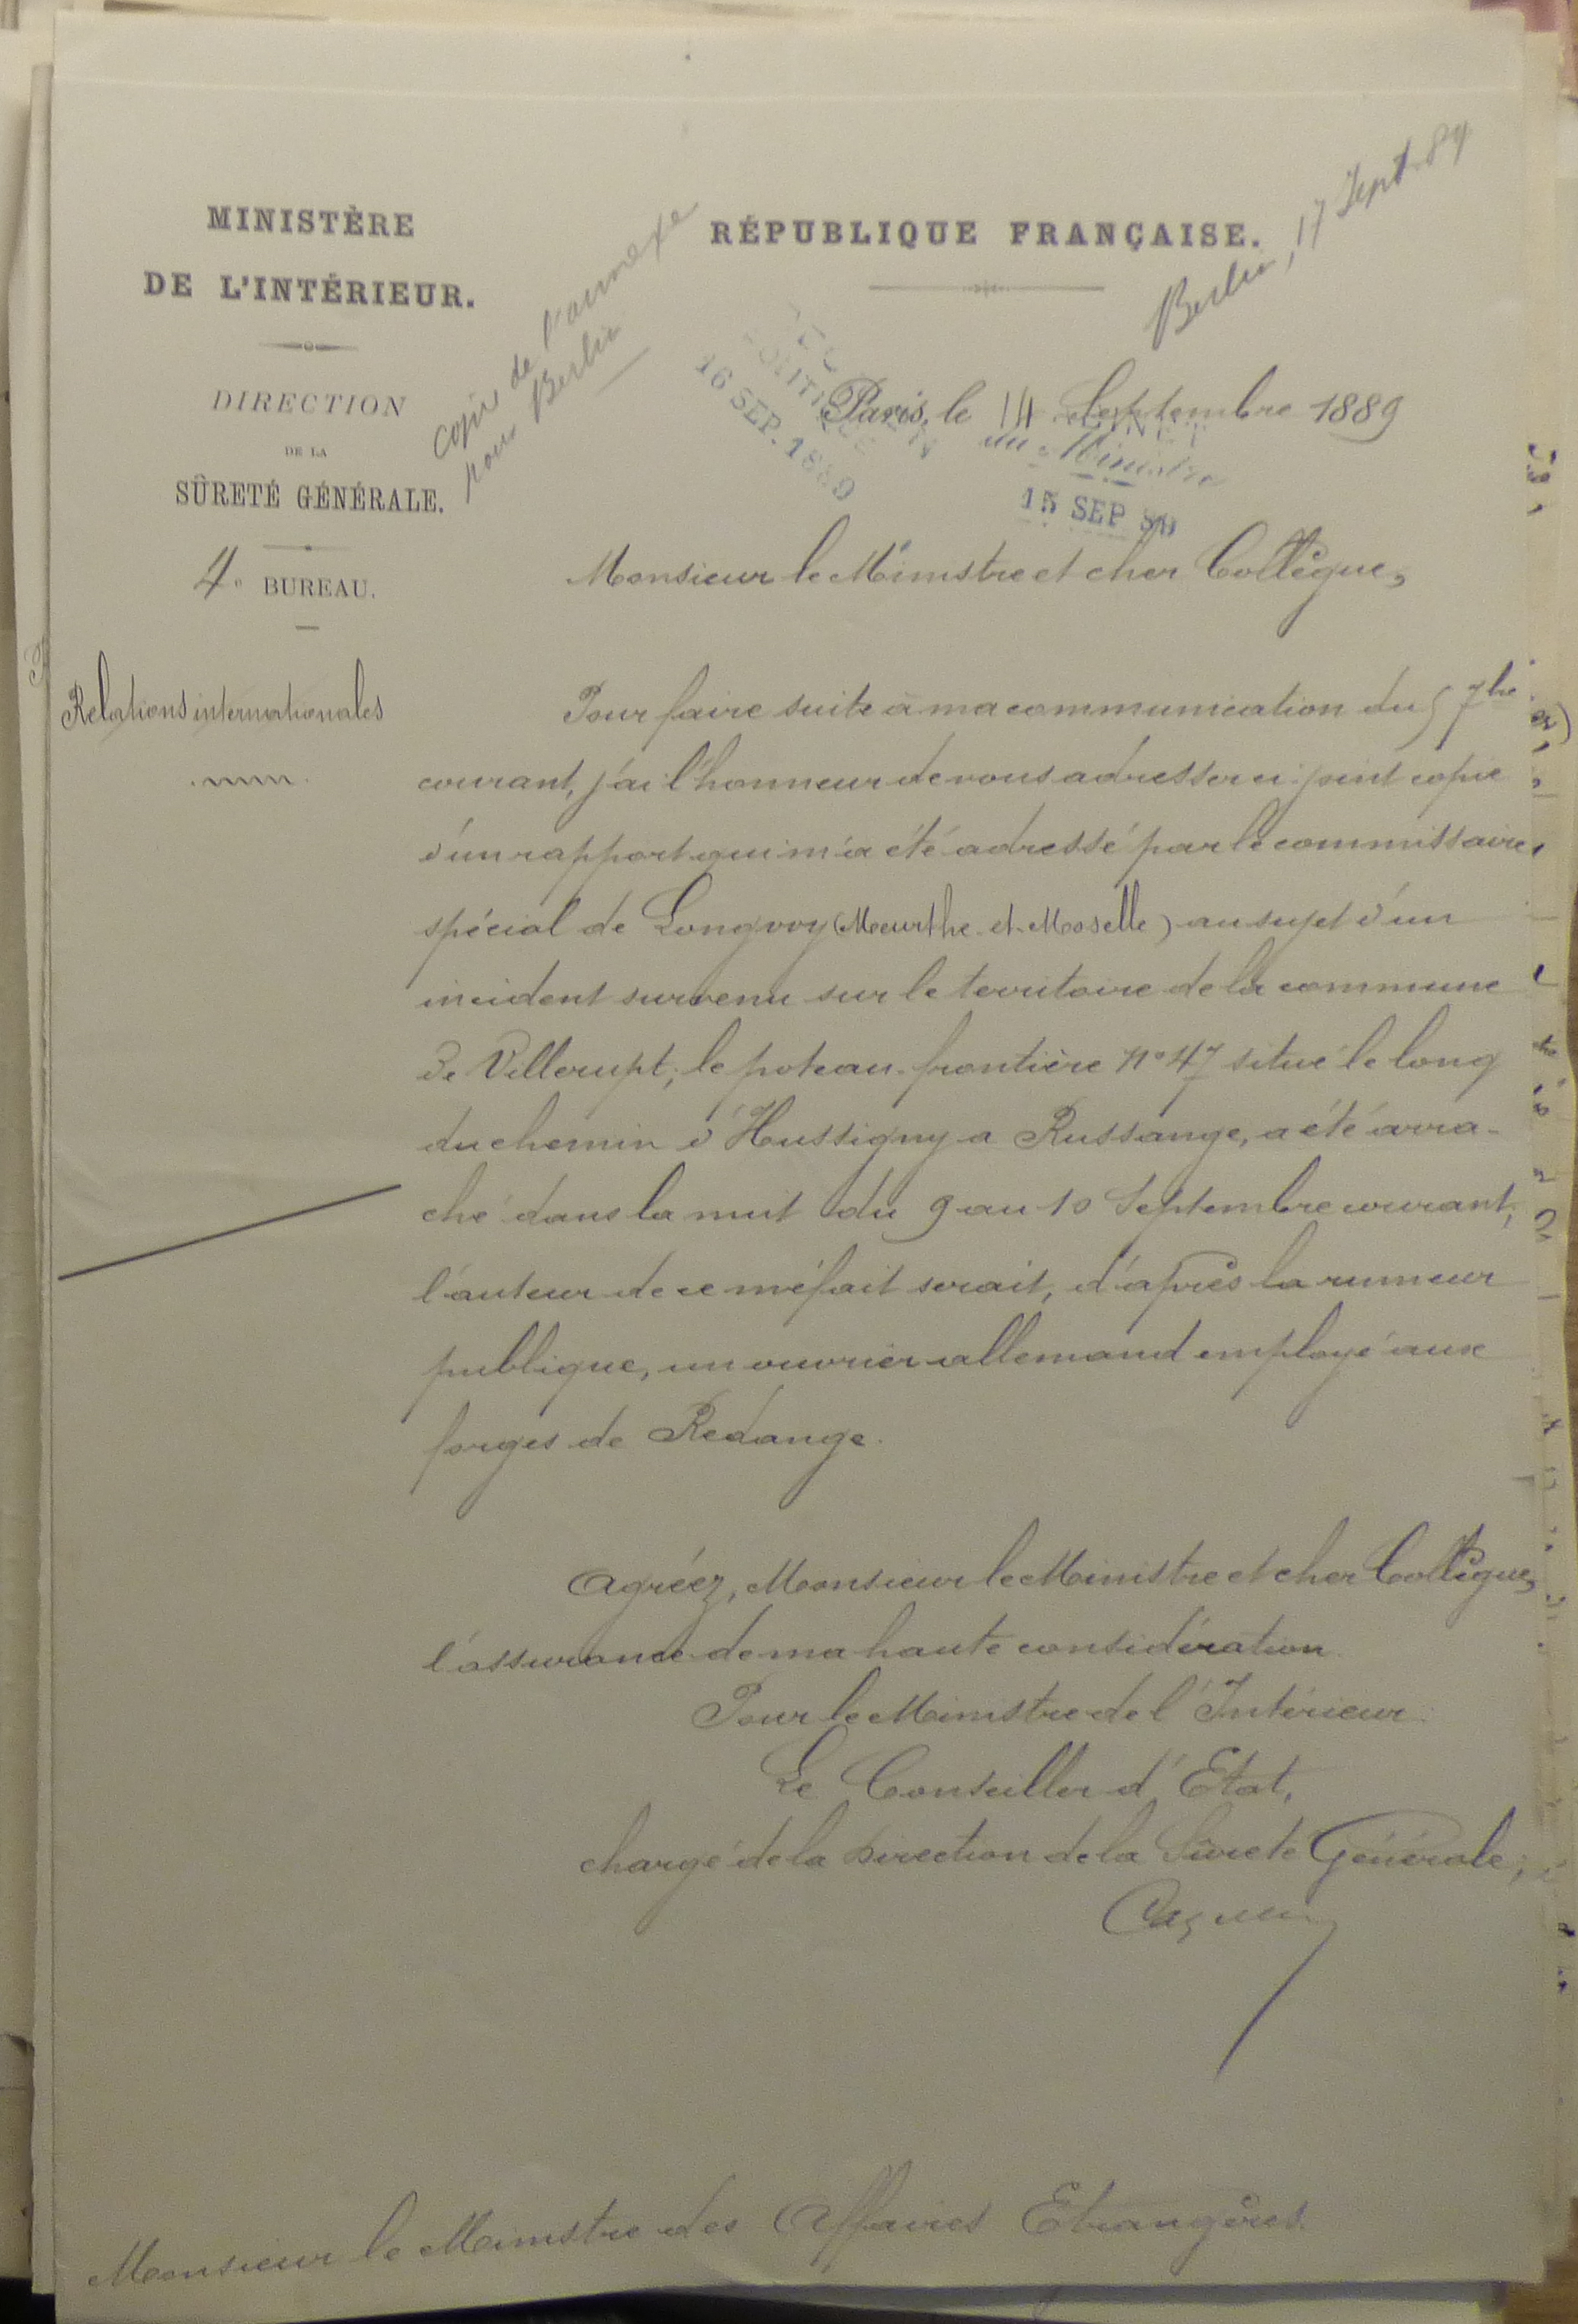 MINISTÈRE
DE L'INTÉRIEUR.
DIRECTION
DE LA
SÛRETÉ GÉNÉRALE.
4e BUREAU.
Relations internationales
copie de l'annexe
pour Berlin
RÉPUBLIQUE FRANÇAISE.
Berlin, 17 Sept. 89
16 SEP. 1889
Paris, le 14 Septembre 1889
du Ministre
15 SEP 89
Monsieur le Ministre et cher Collègue,
Pour faire suite à ma communication du 5 7bre
courant, j'ai l'honneur de vous adresser ci-joint copie
d'un rapport qui m'a été adressé par le commissaire
spécial de Longwy (Meurthe-et-Moselle) au sujet d'un
incident survenu sur le territoire de la commune
de Villerupt; le poteau-frontière No 47 situé le long
du chemin d'Hussigny a Russange, a été arra-
ché dans la nuit du 9 au 10 Septembre courant;
l'auteur de ce méfait serait, d'après la rumeur
publique, un ouvrier allemand employé aux
forges de Redange.
Agréez, Monsieur le Ministre et cher Collègue,
l'assurance de ma haute considération
Pour le Ministre de l'Intérieur.
Le Conseiller d'Etat,
chargé de la Direction de la Sûreté Générale,
Monsieur le Ministre des Affaires Etrangères.